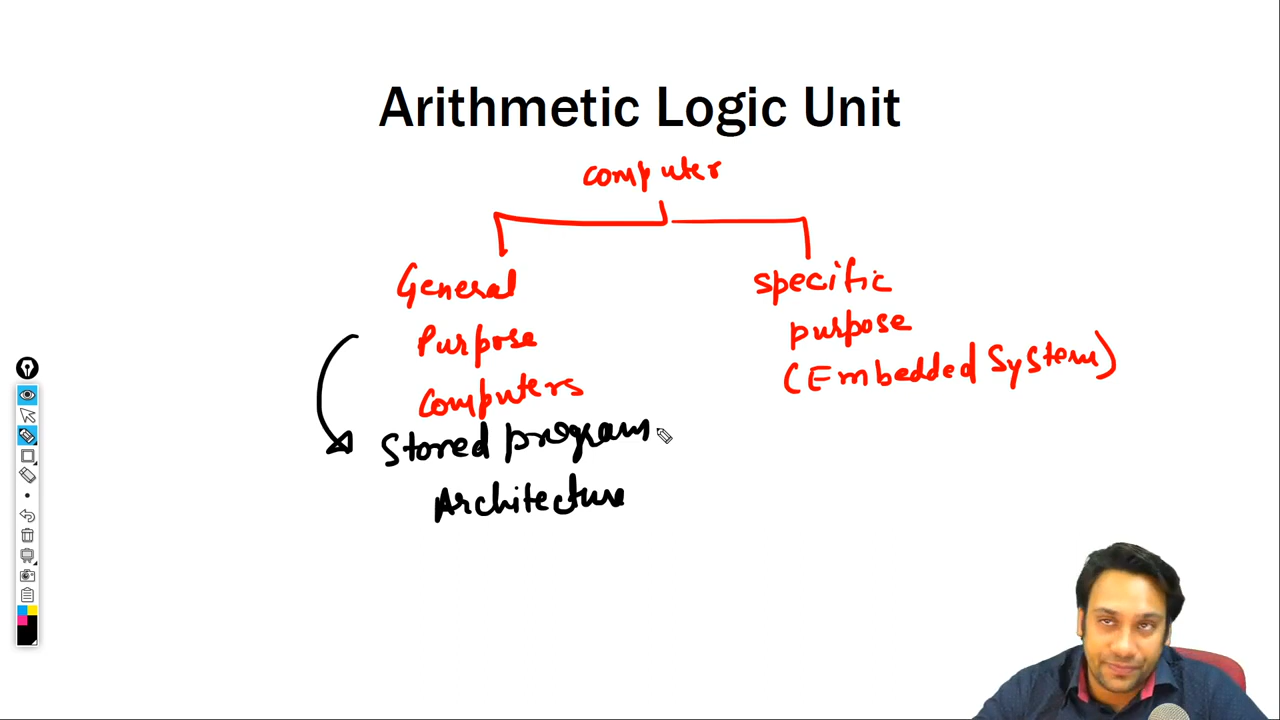 Arithmetic Logic Unit
computer
General
Purpose
Computers
specific
purpose
(Embedded System)
Stored program
Architecture